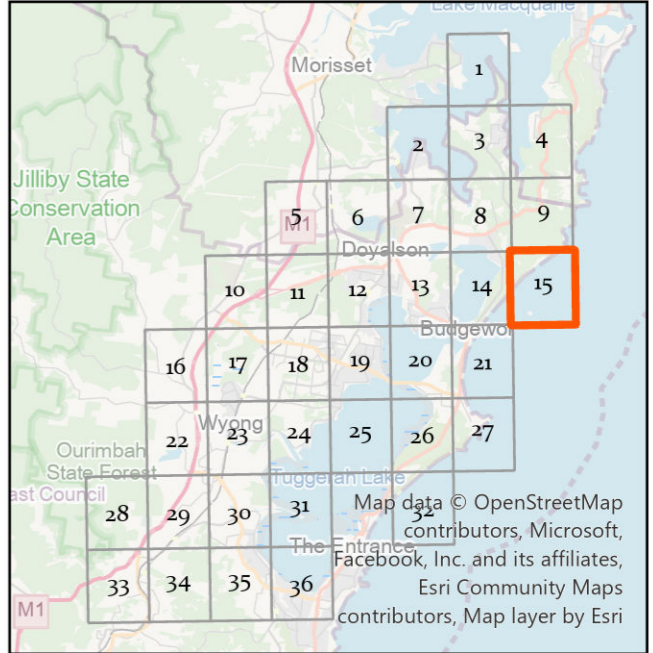 Lake Macquarie
Morisset
1
2
3
4
Jilliby State
Conservation
Area
5
M1
6
7
8
9
Doyalson
10
11
12
13
14
15
Budgewoi
16
17
18
19
20
21
Wyong
22
23
24
25
26
27
Ourimbah
State Forest
ast Council
Tuggerah Lake
28
29
30
31
32
The Entrance
33
34
35
36
M1
Map data © OpenStreetMap
contributors, Microsoft,
Facebook, Inc. and its affiliates,
Esri Community Maps
contributors, Map layer by Esri